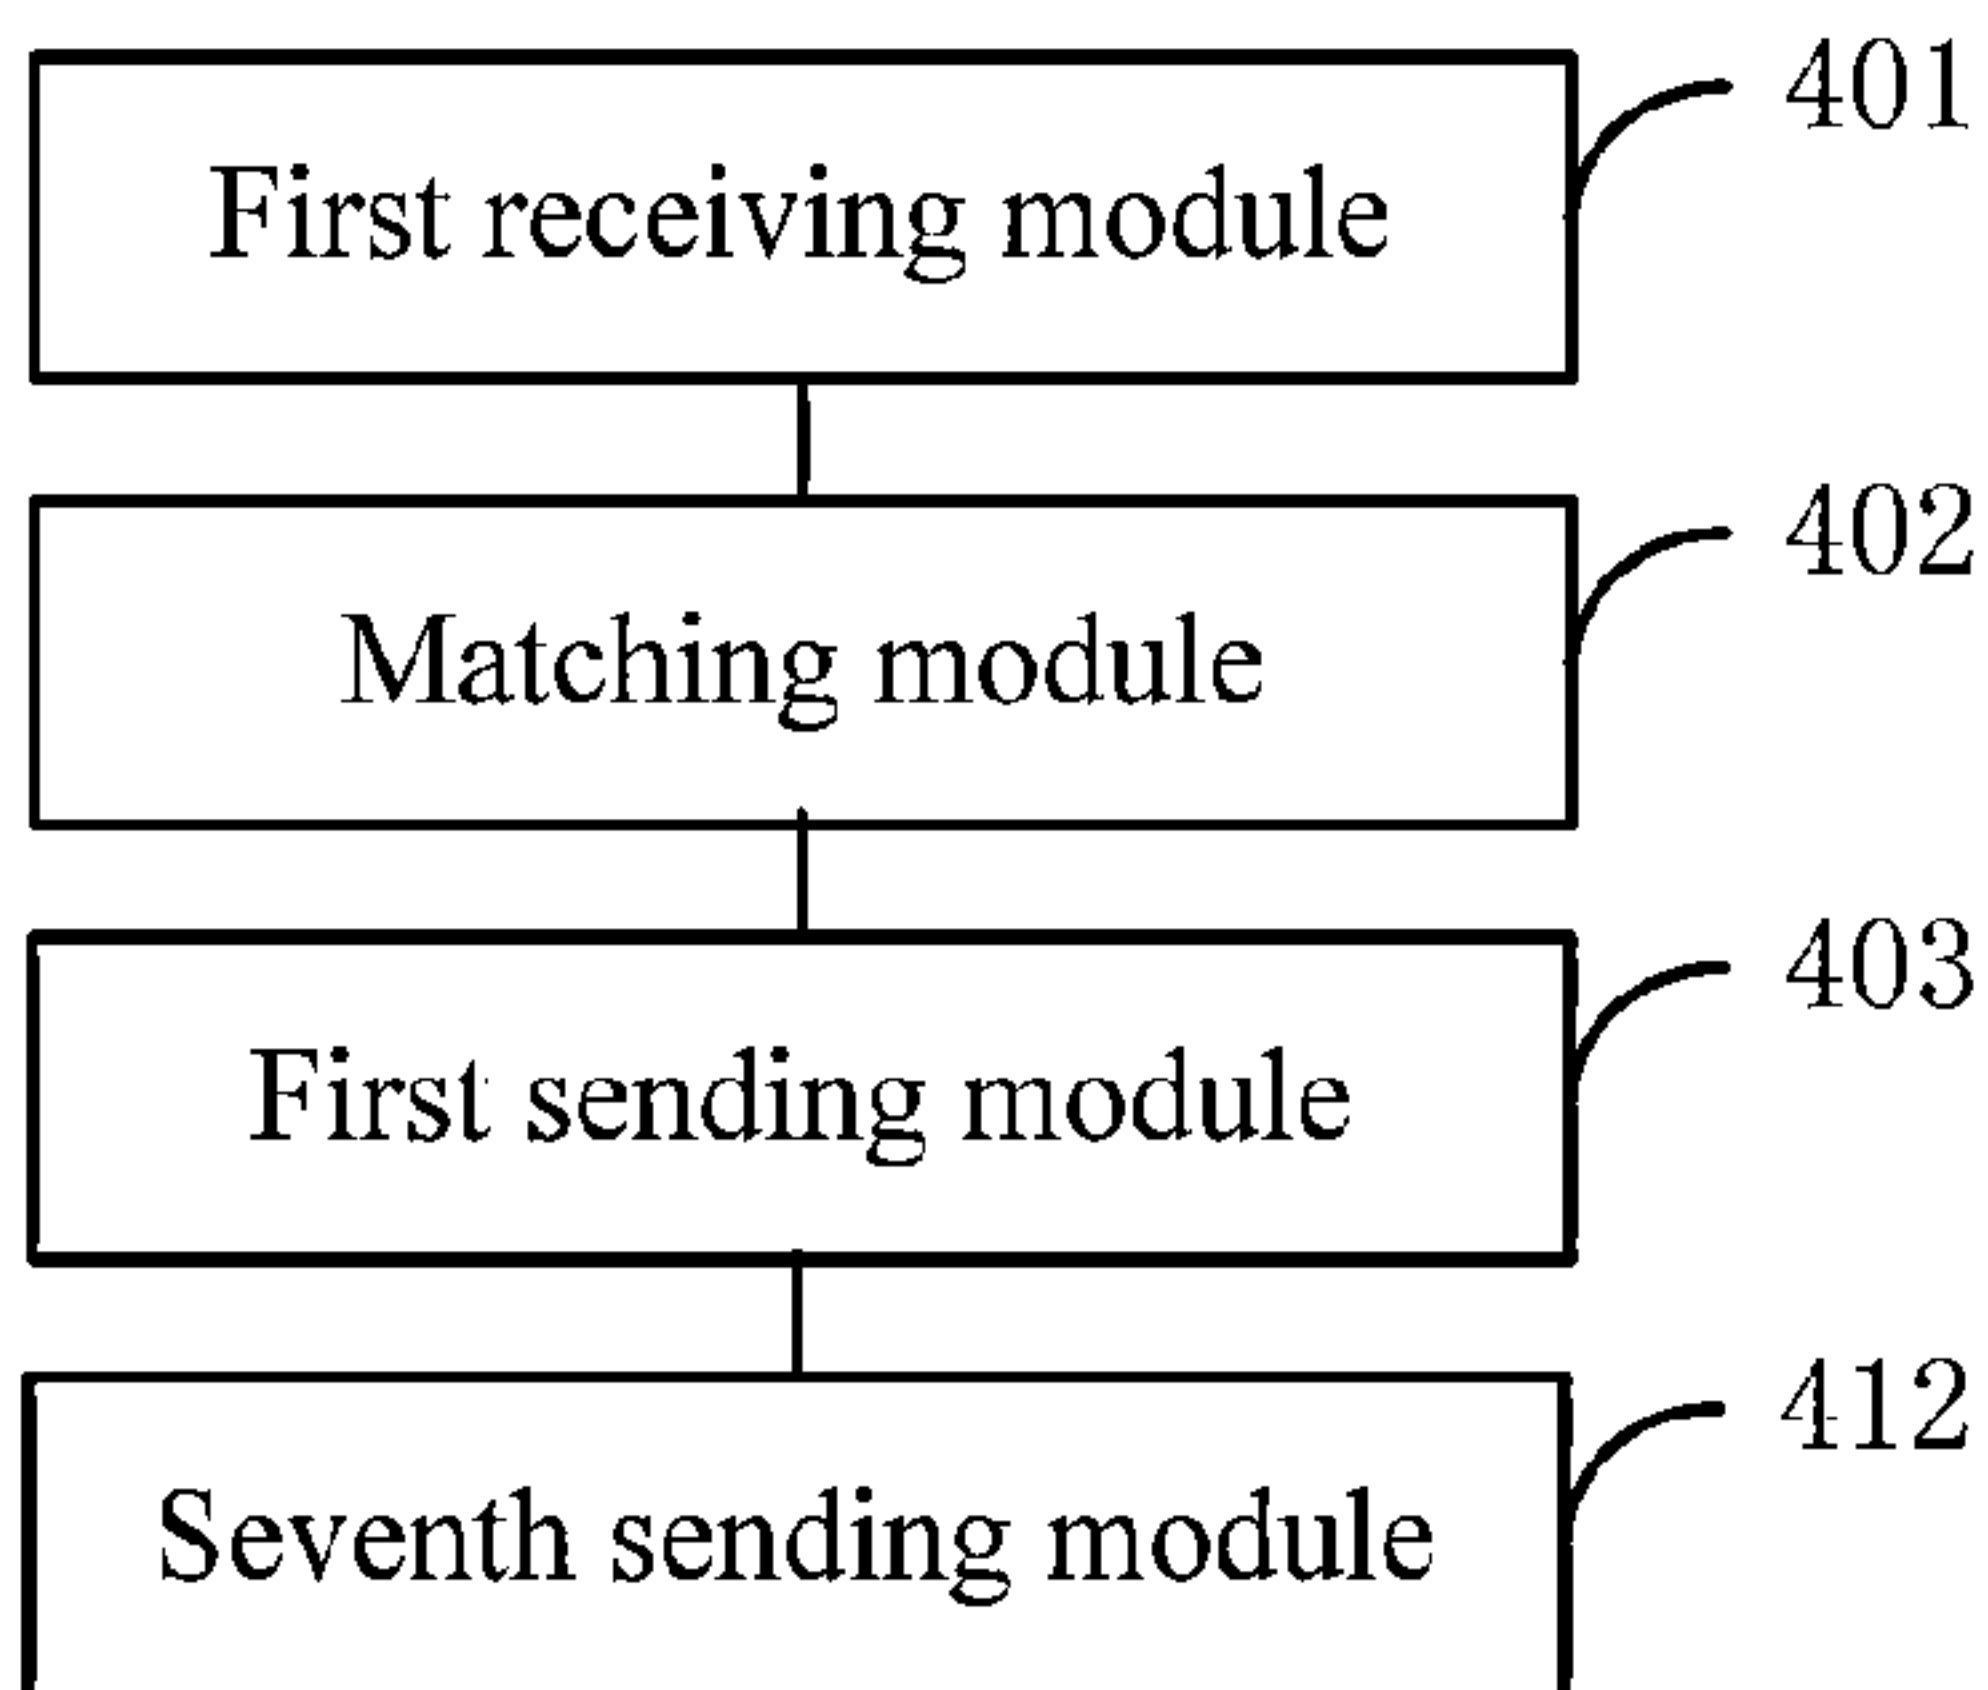 401
First receiving module
402
Matching module
403
First sending module
412
Seventh sending module